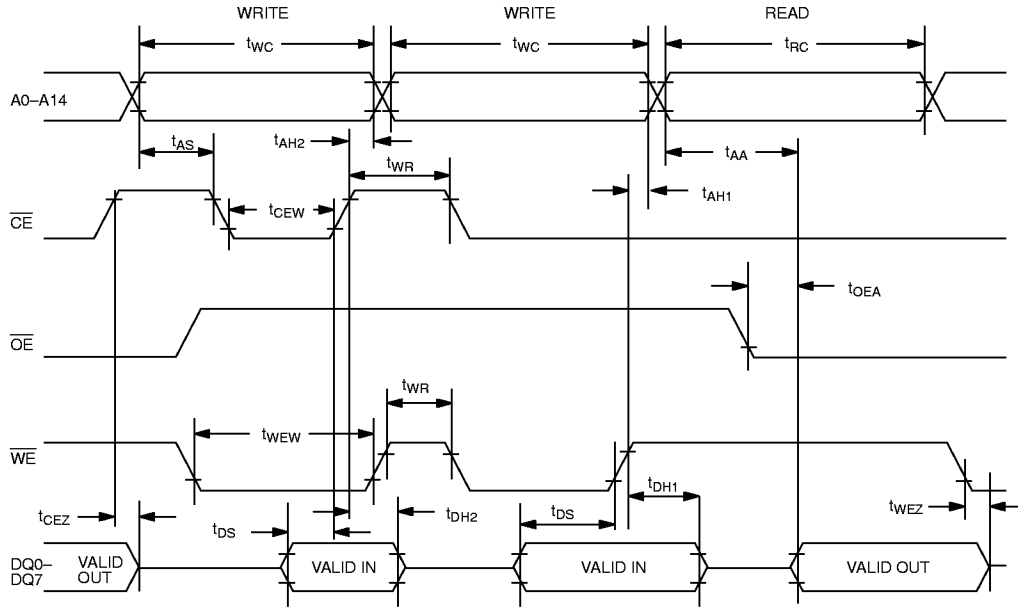 WRITE WRITE READ
tWC tWC tRC
A0–A14
tAS tAH2 tAA
tWR
tAH1
CE tCEW
tOEA
OE
tWR
WE tWEW
tDH1
tCEZ tDS tDH2 tDS tWEZ
DQ0–
DQ7
VALID
OUT
VALID IN VALID IN VALID OUT